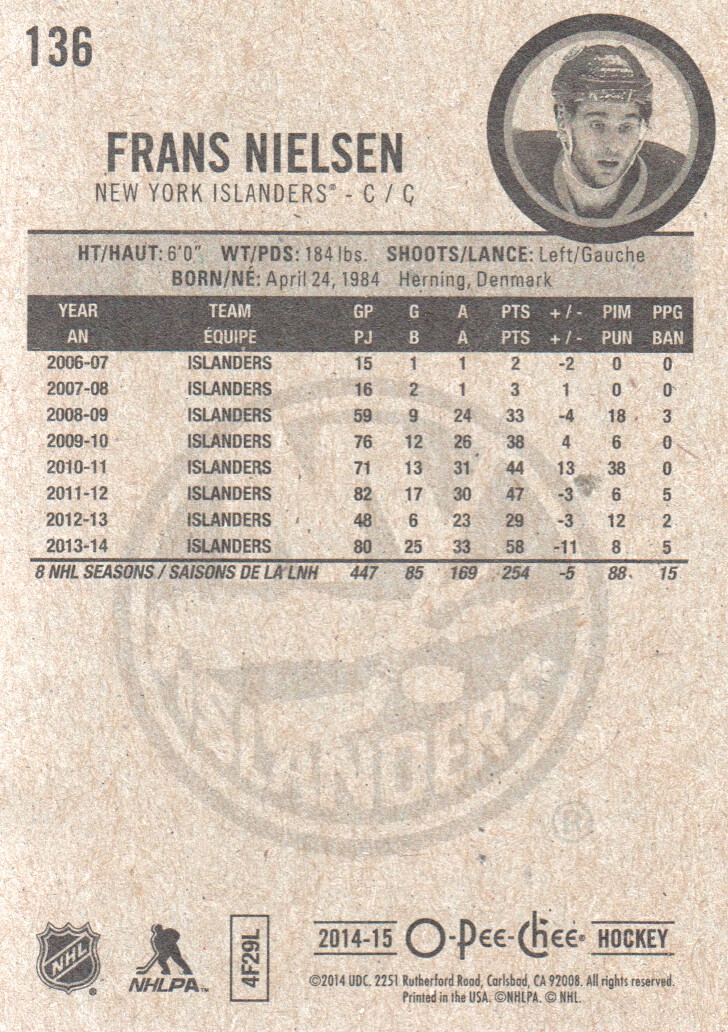 136
FRANS NIELSEN
NEW YORK ISLANDERS® - C / C
HT/HAUT: 6'0" WT/PDS: 184 lbs. SHOOTS/LANCE: Left/Gauche
BORN/NÉ: April 24, 1984 Herning, Denmark
YEAR TEAM GP G A PTS +/- PIM PPG
AN ÉQUIPE PJ B A PTS +/- PUN BAN
2006-07 ISLANDERS 15 1 1 2 -2 0 0
2007-08 ISLANDERS 16 2 1 3 1 0 0
2008-09 ISLANDERS 59 9 24 33 -4 18 3
2009-10 ISLANDERS 76 12 26 38 4 6 0
2010-11 ISLANDERS 71 13 31 44 13 38 0
2011-12 ISLANDERS 82 17 30 47 -3 6 5
2012-13 ISLANDERS 48 6 23 29 -3 12 2
2013-14 ISLANDERS 80 25 33 58 -11 8 5
8 NHL SEASONS / SAISONS DE LA LNH 447 85 169 254 -5 88 15
ISLANDERS
®
NHL ®
NHLPA™
4F29L
2014-15 O-Pee-Chee® HOCKEY
©2014 UDC. 2251 Rutherford Road, Carlsbad, CA 92008. All rights reserved.
Printed in the USA. ©NHLPA. © NHL.